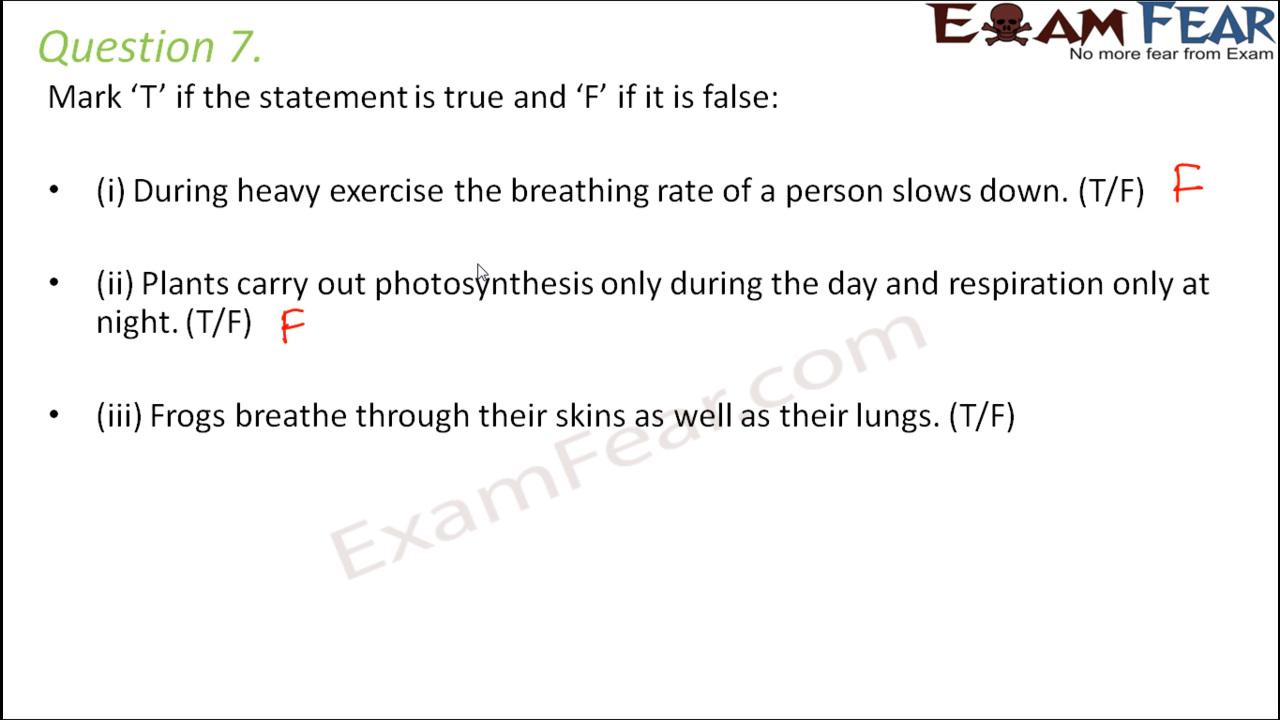 EXAM FEAR
No more fear from Exam
Question 7.
Mark ‘T’ if the statement is true and ‘F’ if it is false:
• (i) During heavy exercise the breathing rate of a person slows down. (T/F) F
• (ii) Plants carry out photosynthesis only during the day and respiration only at
night. (T/F) F
• (iii) Frogs breathe through their skins as well as their lungs. (T/F)
ExamFear.com